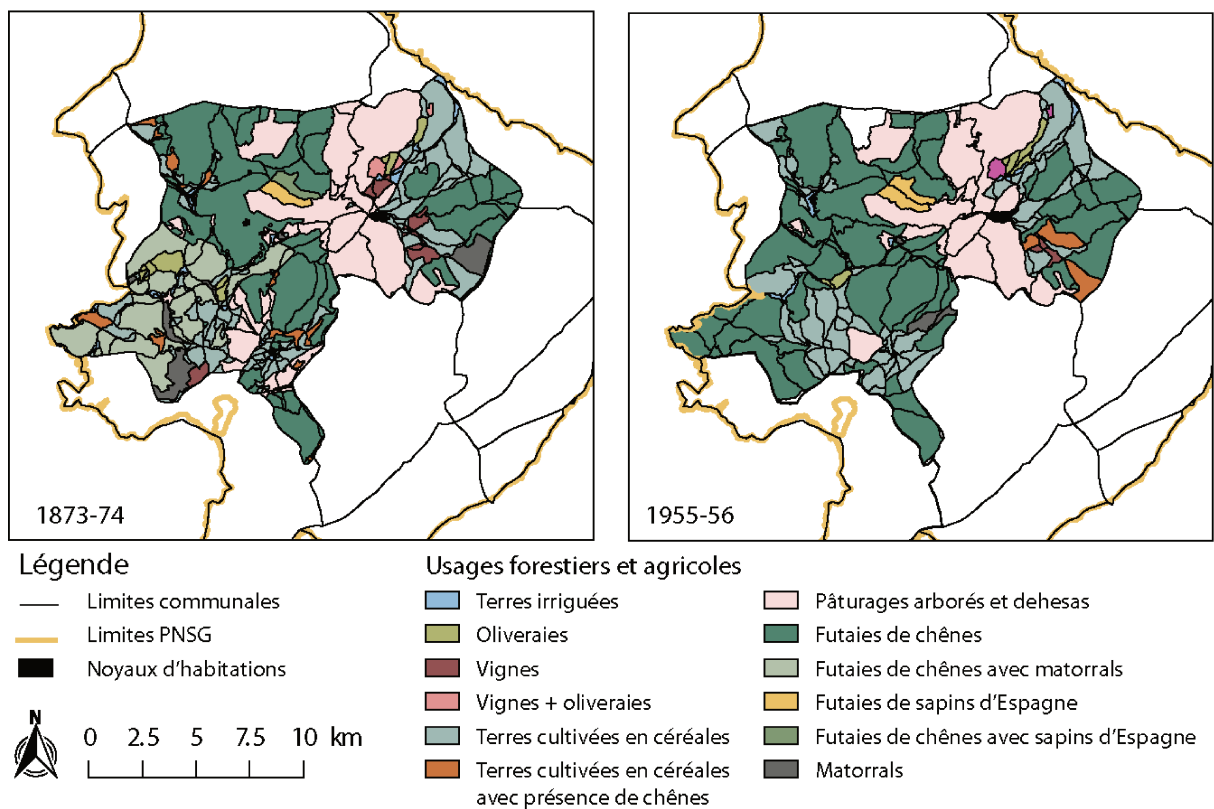 1873-74
1955-56
Légende
Limites communales
Limites PNSG
Noyaux d'habitations
N
0 2.5 5 7.5 10 km
Usages forestiers et agricoles
Terres irriguées
Oliveraies
Vignes
Vignes + oliveraies
Terres cultivées en céréales
Terres cultivées en céréales
avec présence de chênes
Pâturages arborés et dehesas
Futaies de chênes
Futaies de chênes avec matorrals
Futaies de sapins d'Espagne
Futaies de chênes avec sapins d'Espagne
Matorrals